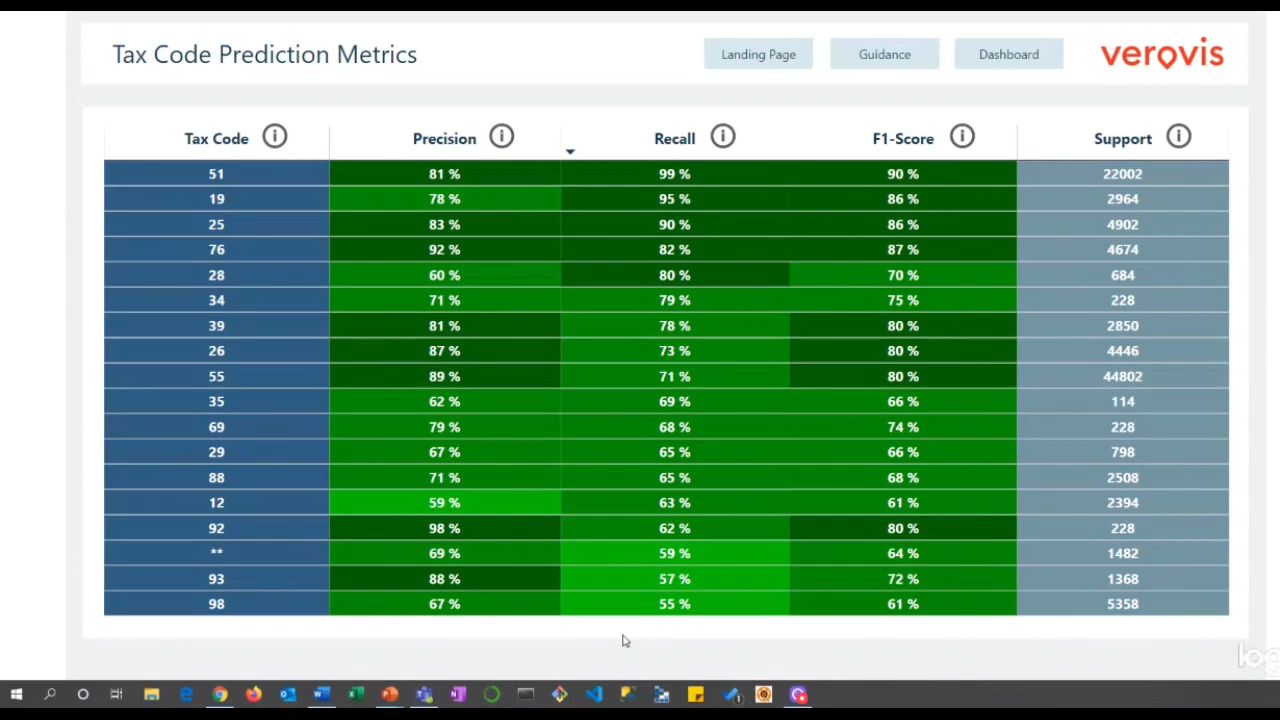 Tax Code Prediction Metrics Landing Page Guidance Dashboard verovis
Tax Code Precision Recall F1-Score Support
51 81 % 99 % 90 % 22002
19 78 % 95 % 86 % 2964
25 83 % 90 % 86 % 4902
76 92 % 82 % 87 % 4674
28 60 % 80 % 70 % 684
34 71 % 79 % 75 % 228
39 81 % 78 % 80 % 2850
26 87 % 73 % 80 % 4446
55 89 % 71 % 80 % 44802
35 62 % 69 % 66 % 114
69 79 % 68 % 74 % 228
29 67 % 65 % 66 % 798
88 71 % 65 % 68 % 2508
12 59 % 63 % 61 % 2394
92 98 % 62 % 80 % 228
** 69 % 59 % 64 % 1482
93 88 % 57 % 72 % 1368
98 67 % 55 % 61 % 5358